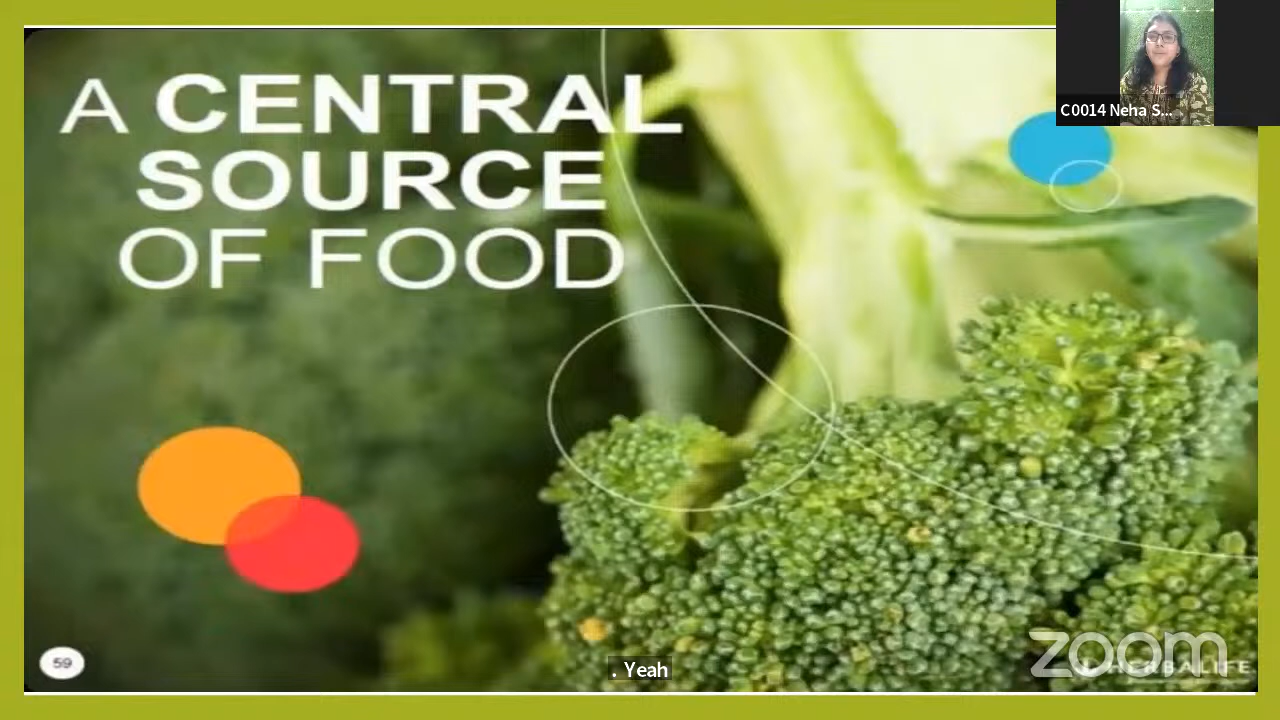 A CENTRAL
SOURCE
OF FOOD
C0014 Neha S...
59
. Yeah
zoom
HERBALIFE